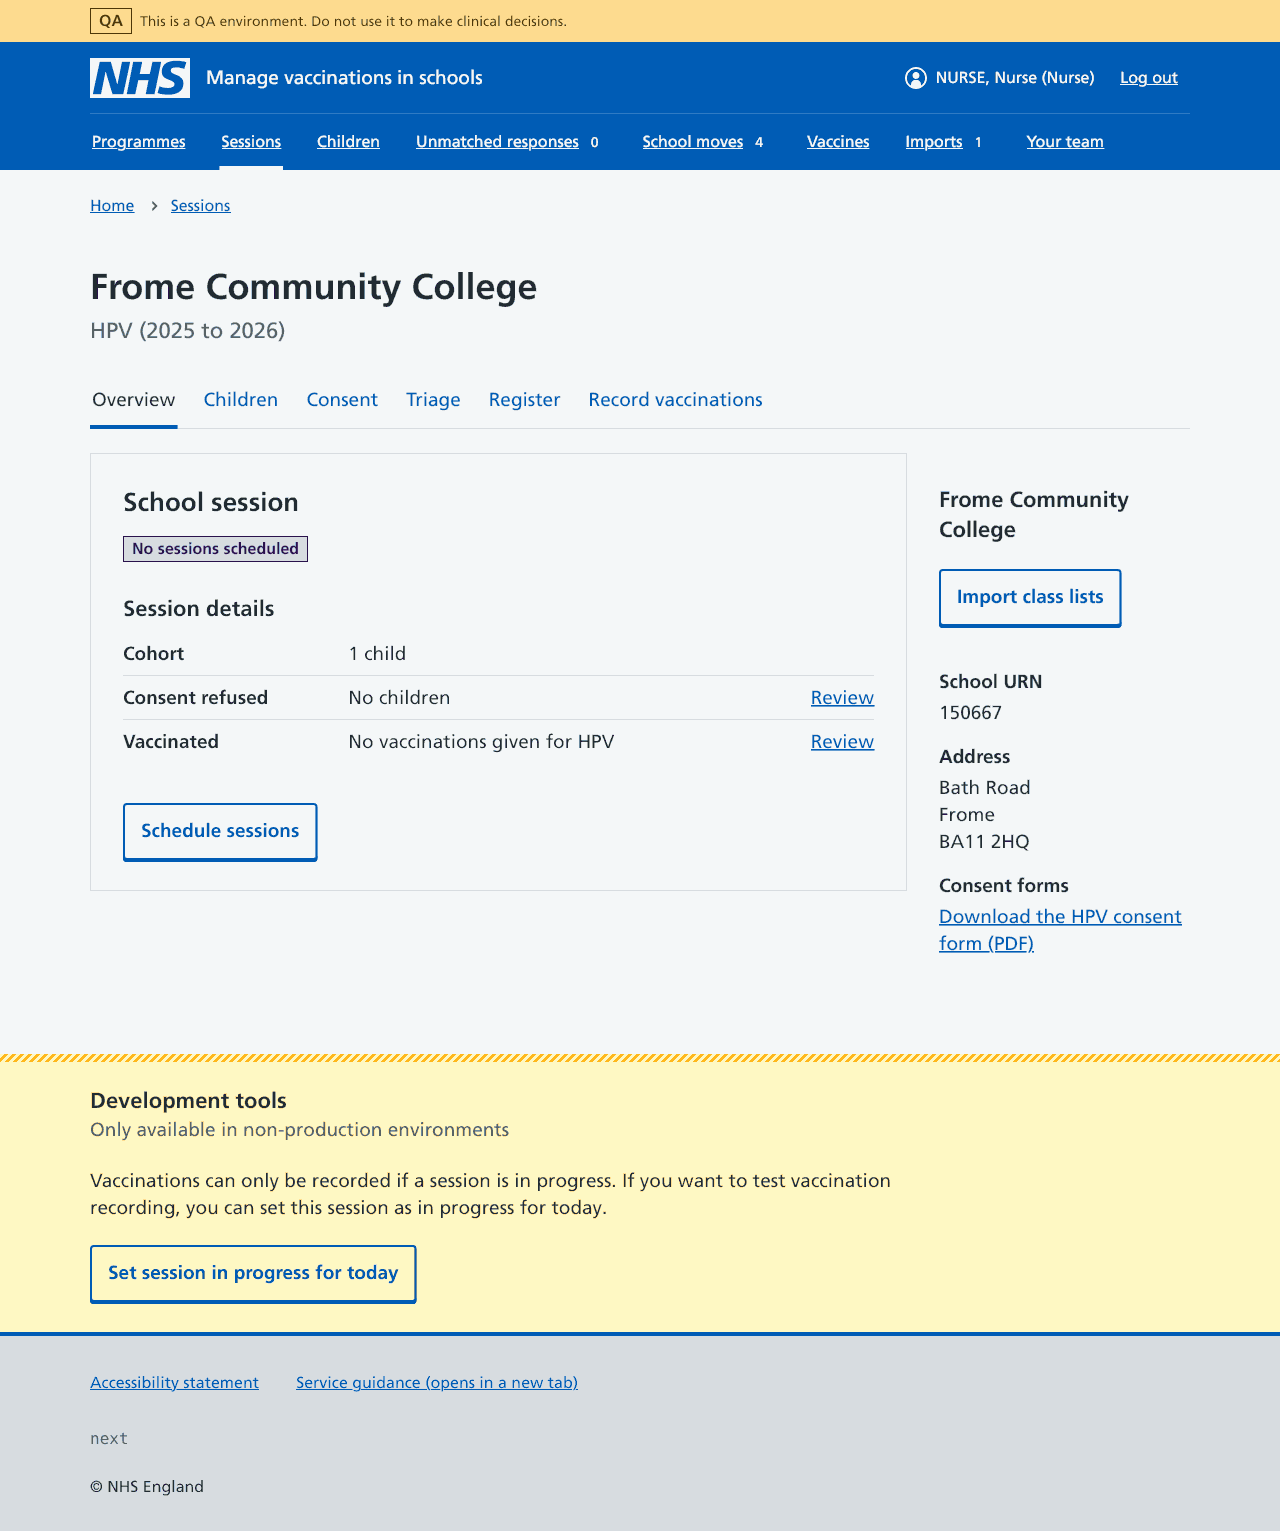 QA This is a QA environment. Do not use it to make clinical decisions.
NHS Manage vaccinations in schools NURSE, Nurse (Nurse) Log out
Programmes Sessions Children Unmatched responses 0 School moves 4 Vaccines Imports 1 Your team
Home Sessions
Frome Community College
HPV (2025 to 2026)
Overview Children Consent Triage Register Record vaccinations
School session
No sessions scheduled
Session details
Cohort 1 child
Consent refused No children Review
Vaccinated No vaccinations given for HPV Review
Schedule sessions
Frome Community
College
Import class lists
School URN
150667
Address
Bath Road
Frome
BA11 2HQ
Consent forms
Download the HPV consent
form (PDF)
Development tools
Only available in non-production environments
Vaccinations can only be recorded if a session is in progress. If you want to test vaccination
recording, you can set this session as in progress for today.
Set session in progress for today
Accessibility statement Service guidance (opens in a new tab)
next
© NHS England